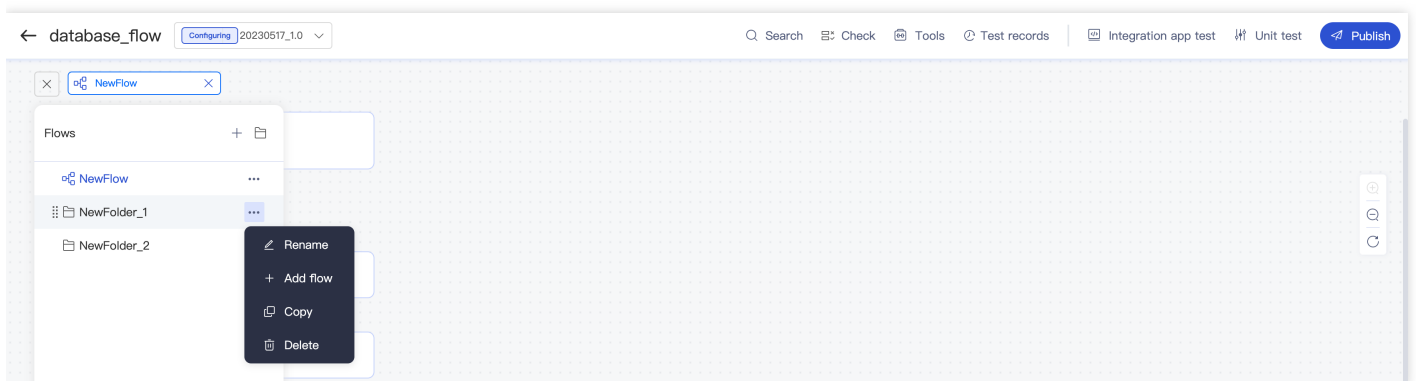 database_flow Configuring 20230517_1.0 Search Check Tools Test records Integration app test Unit test Publish
NewFlow
Flows
NewFlow
NewFolder_1
NewFolder_2
Rename
Add flow
Copy
Delete